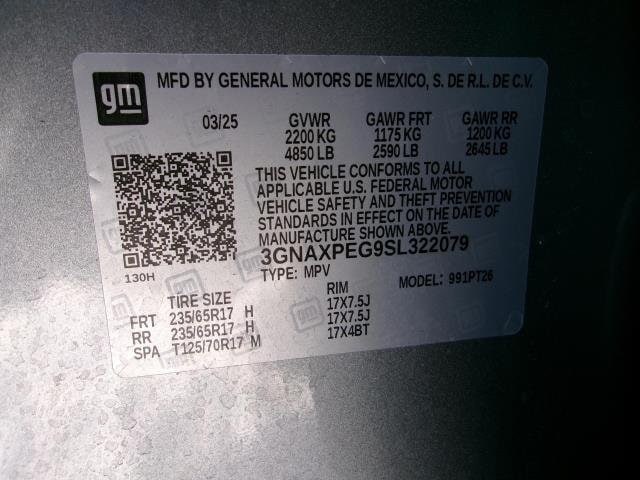 gm
MFD BY GENERAL MOTORS DE MEXICO, S. DE R.L. DE C.V.
03/25 GVWR GAWR FRT GAWR RR
2200 KG 1175 KG 1200 KG
4850 LB 2590 LB 2645 LB
THIS VEHICLE CONFORMS TO ALL
APPLICABLE U.S. FEDERAL MOTOR
VEHICLE SAFETY AND THEFT PREVENTION
STANDARDS IN EFFECT ON THE DATE OF
MANUFACTURE SHOWN ABOVE.
3GNAXPEG9SL322079
130H TYPE: MPV MODEL: 991PT26
TIRE SIZE RIM
FRT 235/65R17 H 17X7.5J
RR 235/65R17 H 17X7.5J
SPA T125/70R17 M 17X4BT